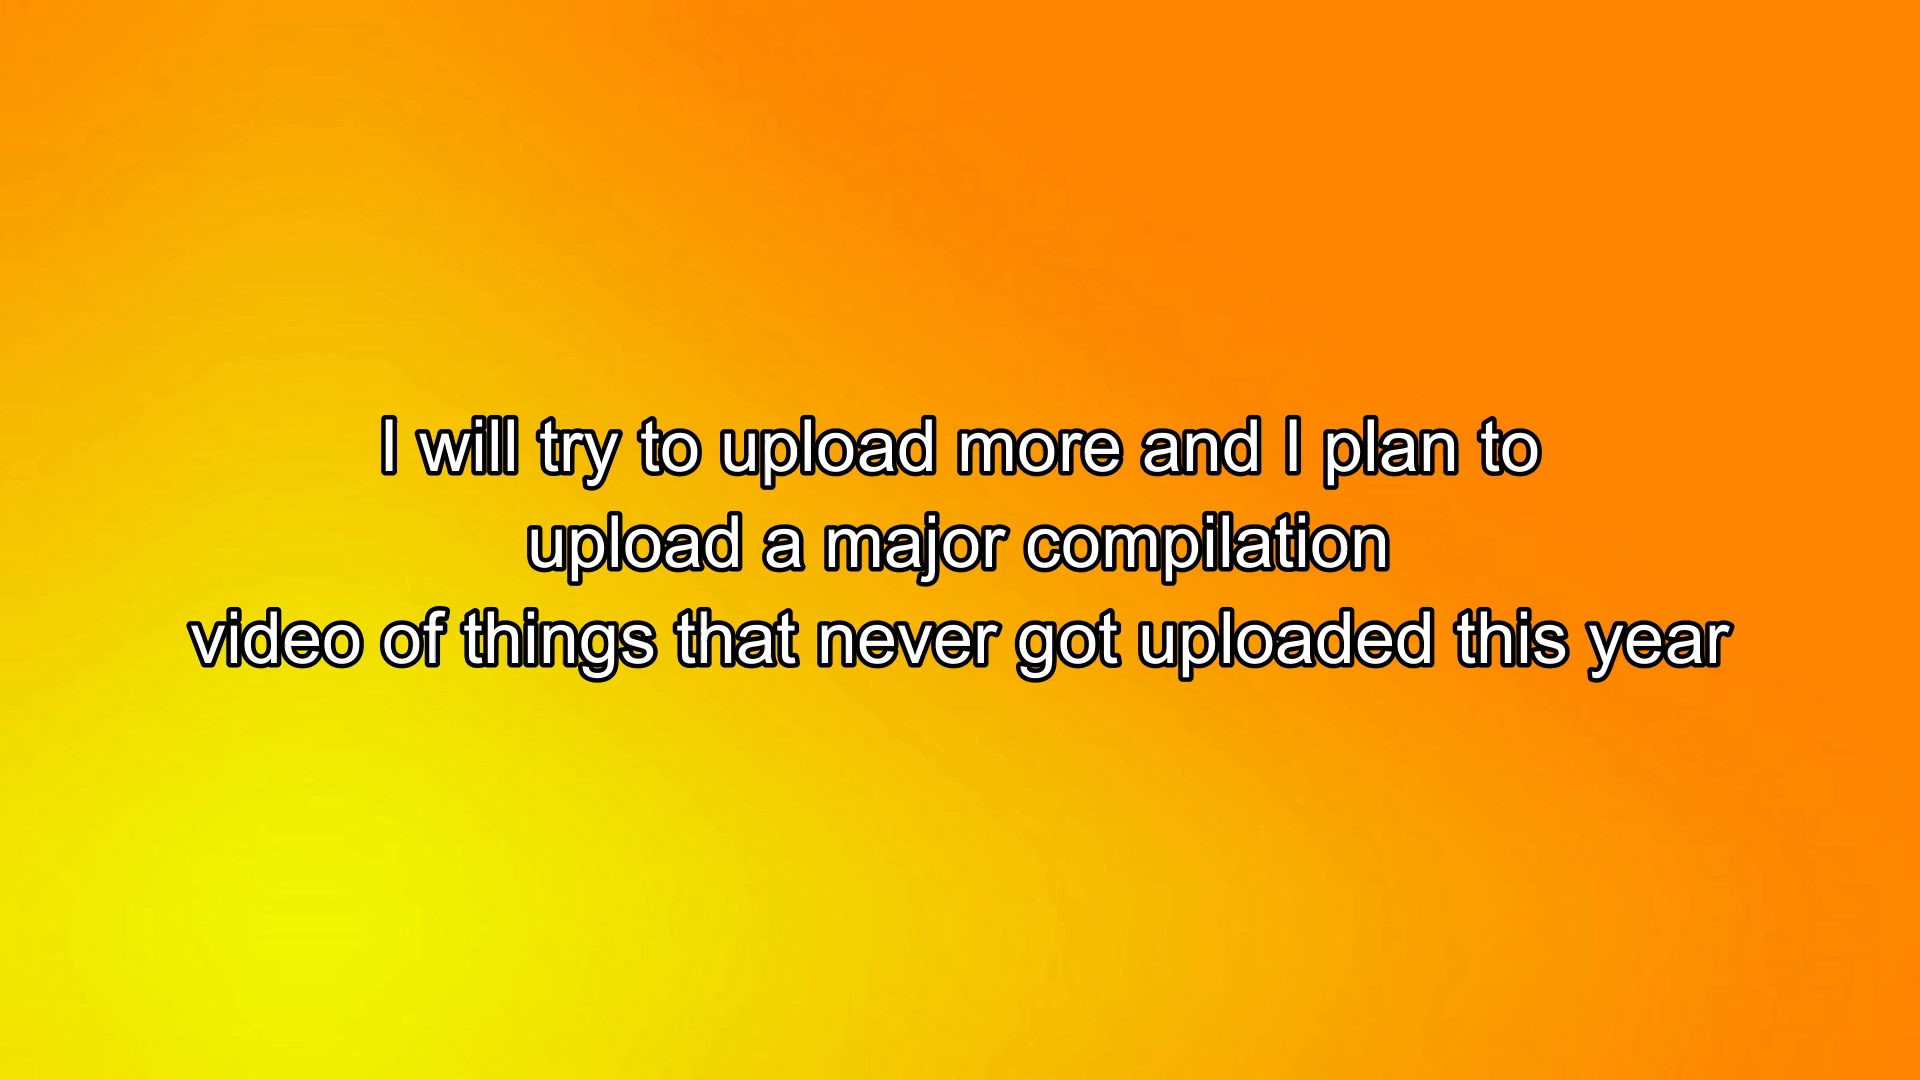 I will try to upload more and I plan to
upload a major compilation
video of things that never got uploaded this year